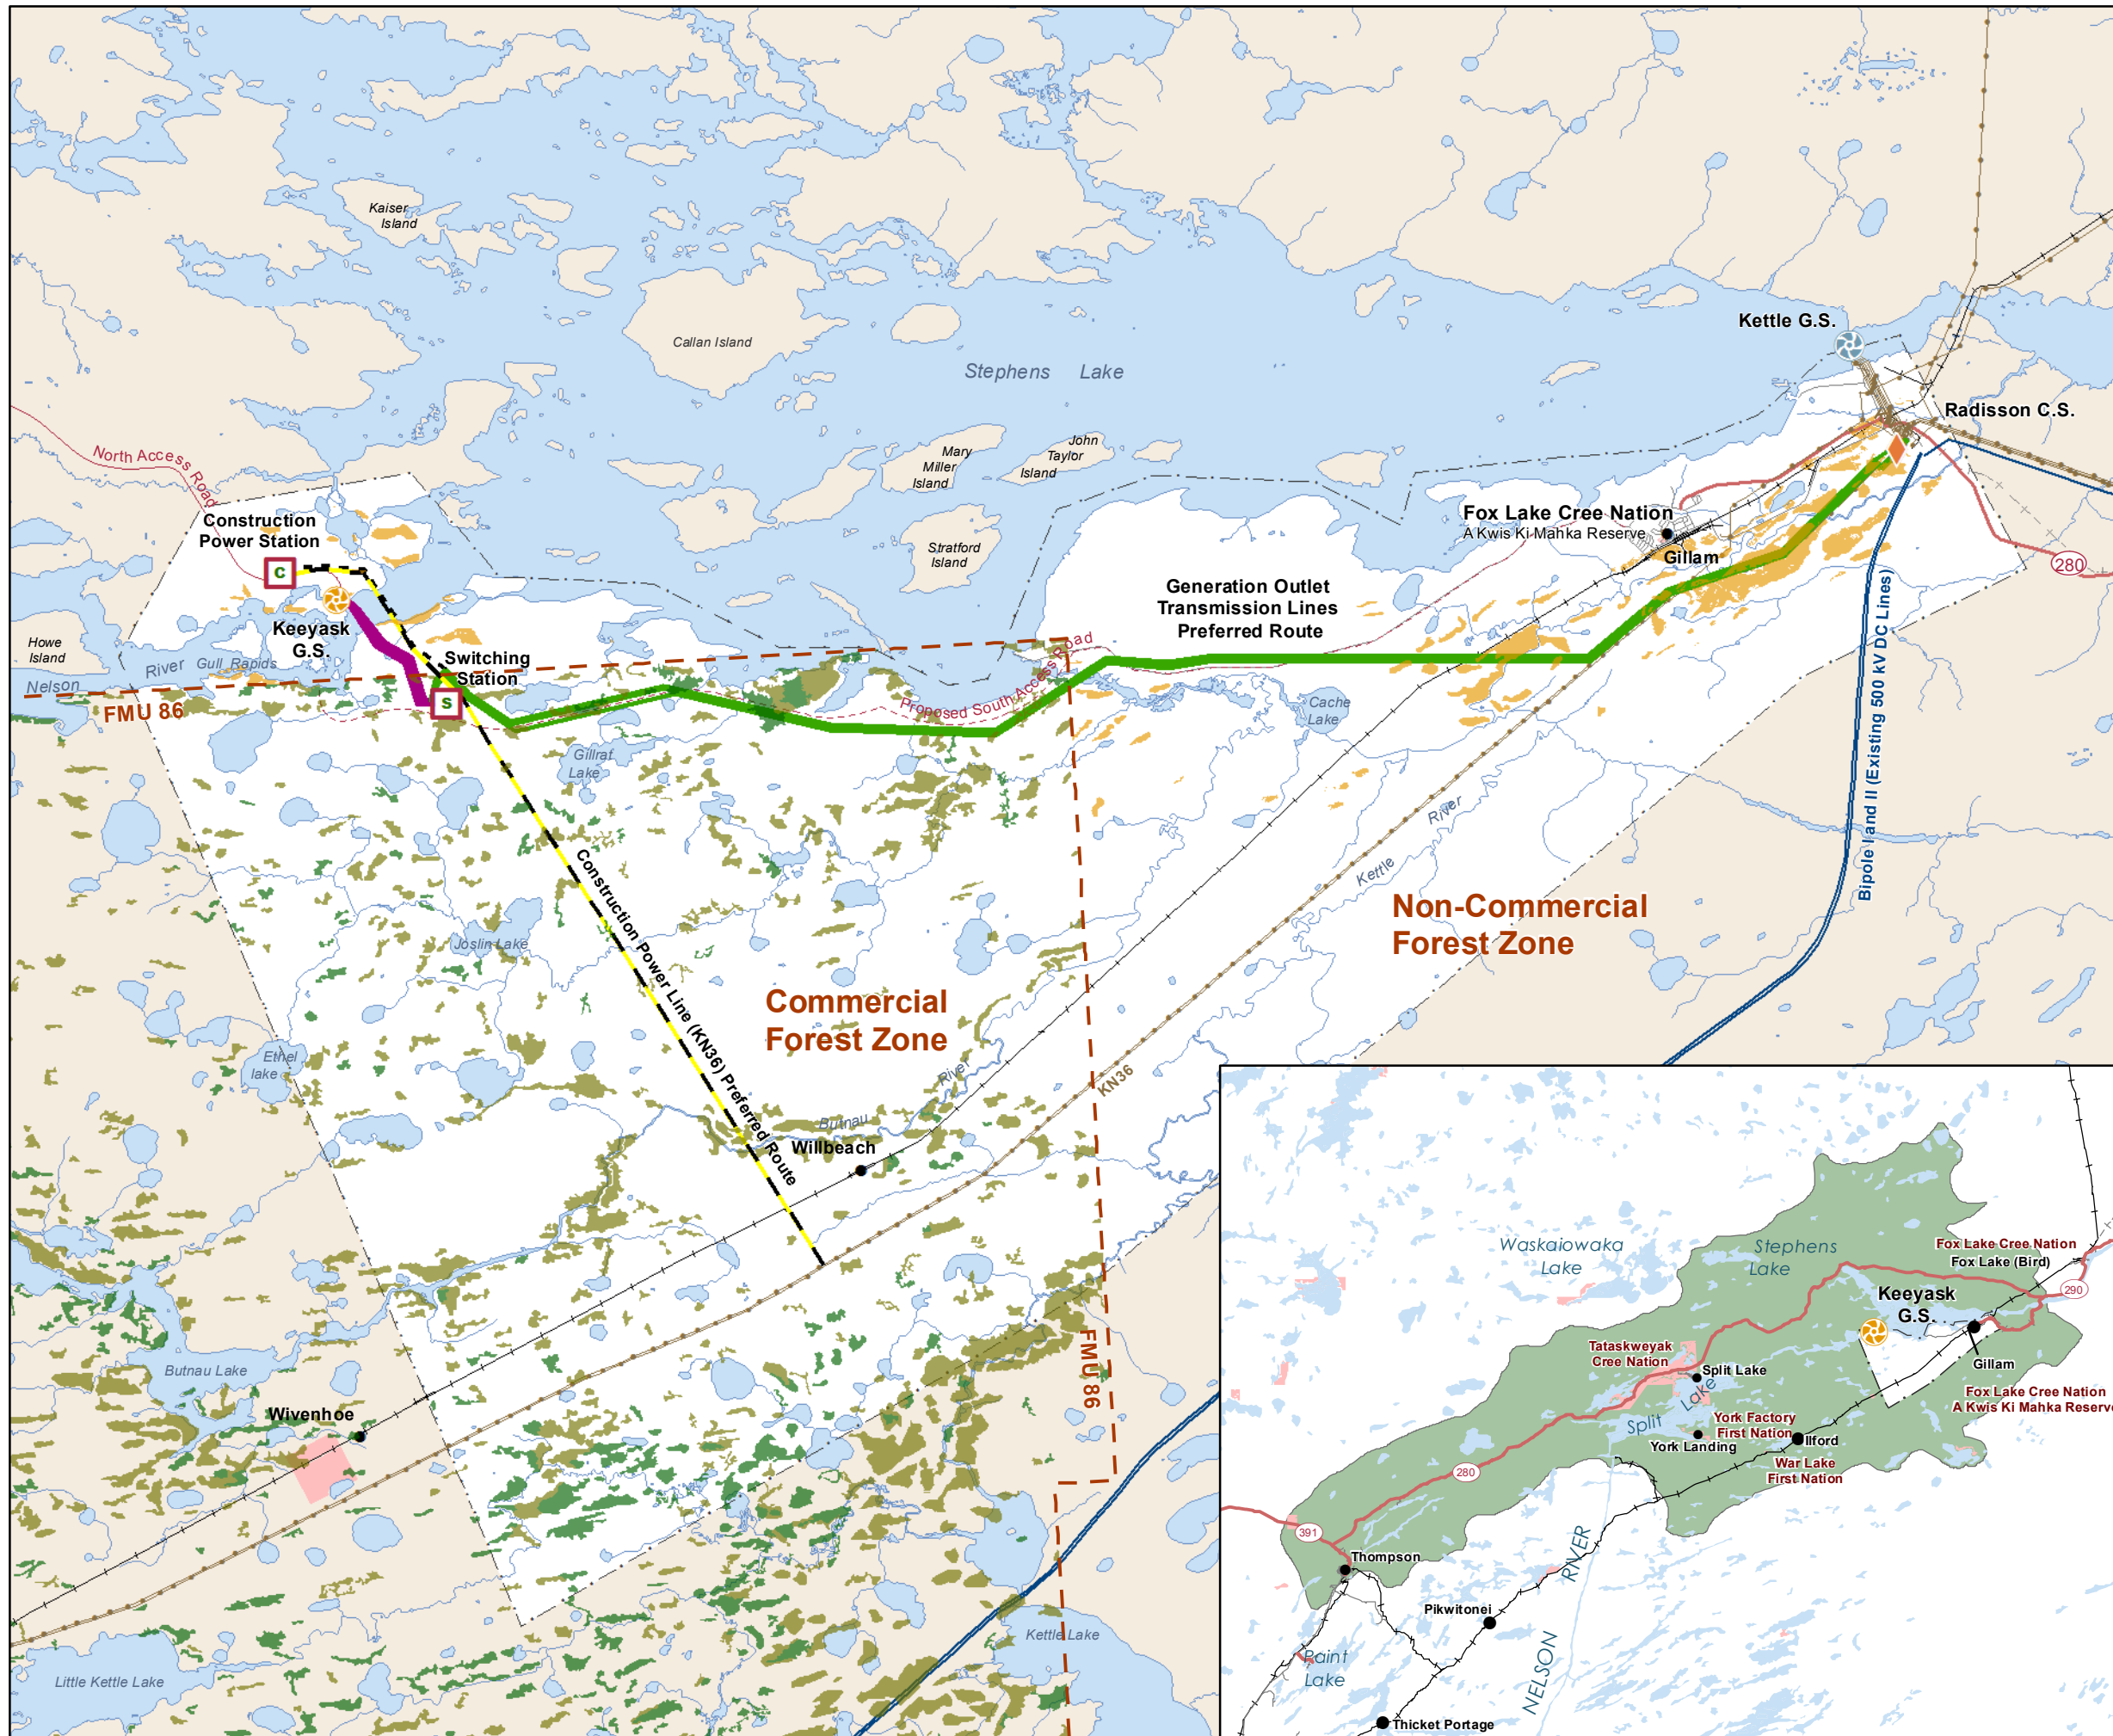 Kaiser
Island
Callan Island
Stephens Lake
Kettle G.S.
Radisson C.S.
Mary
Miller
Island
John
Taylor
Island
North Access Road
Construction
Power Station
C
Stratford
Island
Fox Lake Cree Nation
A Kwis Ki Mahka Reserve
Gillam
280
Generation Outlet
Transmission Lines
Preferred Route
Howe
Island
Keeyask
G.S.
River
Gull Rapids
Nelson
Switching
Station
S
FMU 86
Proposed South Access Road
Cache
Lake
Gillrat
Lake
Bipole I and II (Existing 500 kV DC Lines)
River
Kettle
Construction Power Line (KN36) Preferred Route
Non-Commercial
Forest Zone
Joslin Lake
Commercial
Forest Zone
Ethel
lake
River
KN36
Butnau
Willbeach
FMU 86
Butnau Lake
Wivenhoe
Kettle Lake
Little Kettle Lake
Waskaiowaka
Lake
Stephens
Lake
Fox Lake Cree Nation
Fox Lake (Bird)
290
Keeyask
G.S.
Tataskweyak
Cree Nation
Split Lake
Gillam
Split Lake
Fox Lake Cree Nation
A Kwis Ki Mahka Reserve
York Factory
First Nation
York Landing
Ilford
War Lake
First Nation
280
391
Thompson
RIVER
Pikwitonei
NELSON
Paint
Lake
Thicket Portage